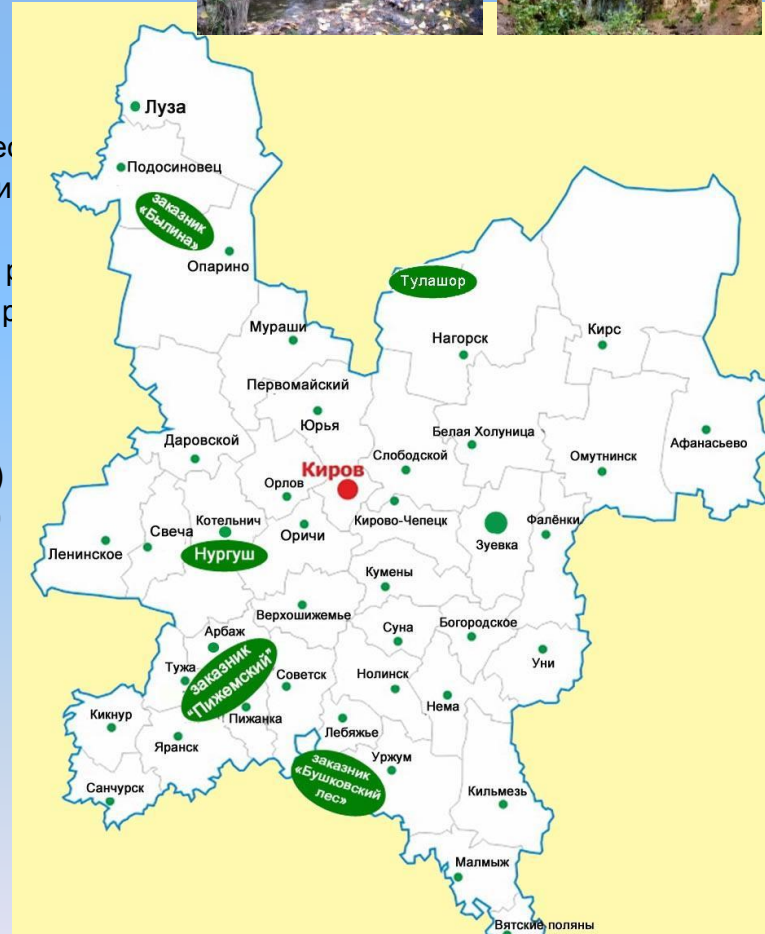 Луза
Подосиновец
заказник
«Былина»
Опарино
Тулашор
Мураши
Нагорск
Кирс
Первомайский
Юрья
Даровской
Слободской
Белая Холуница
Омутнинск
Афанасьево
Киров
Орлов
Котельнич
Свеча
Оричи
Кирово-Чепецк
Зуевка
Фалёнки
Ленинское
Нургуш
Кумены
Верхошижемье
Суна
Богородское
Арбаж
Уни
Тужа
заказник
"Пижемский"
Советск
Нолинск
Нема
Кикнур
Пижанка
Лебяжье
Яранск
заказник
«Бушковский
лес»
Уржум
Санчурск
Кильмезь
Малмыж
Вятские поляны